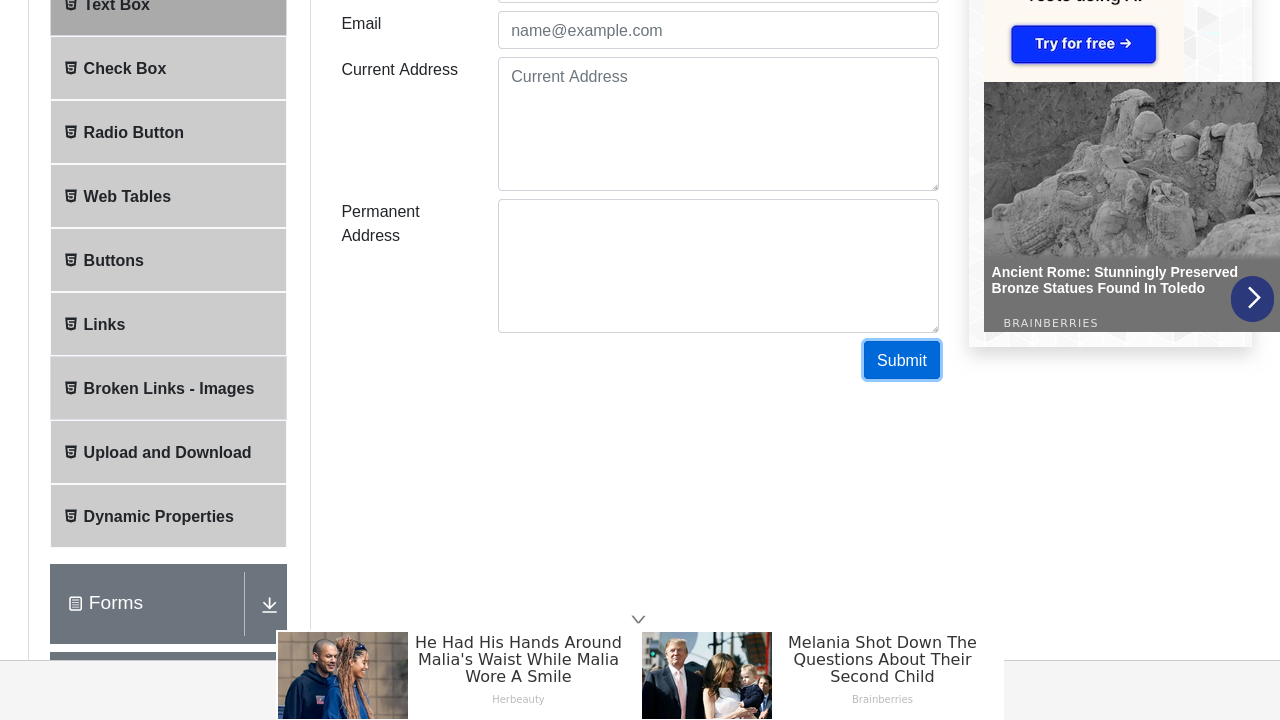 Text Box
Check Box
Radio Button
Web Tables
Buttons
Links
Broken Links - Images
Upload and Download
Dynamic Properties
Forms
Email
name@example.com
Current Address
Current Address
Permanent
Address
Submit
Try for free →
Ancient Rome: Stunningly Preserved
Bronze Statues Found In Toledo
BRAINBERRIES
He Had His Hands Around
Malia's Waist While Malia
Wore A Smile
Herbeauty
Melania Shot Down The
Questions About Their
Second Child
Brainberries